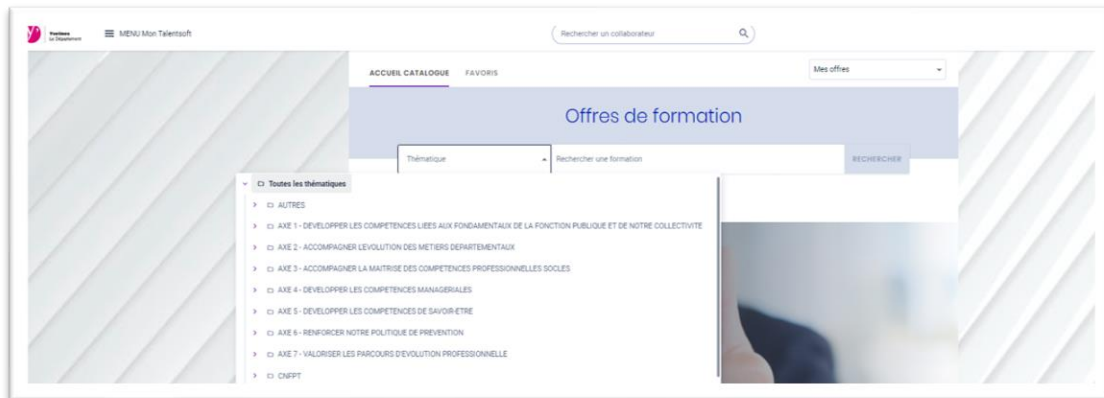 Yvelines
Le Département
MENU Mon Talentsoft
Rechercher un collaborateur
ACCUEIL CATALOGUE FAVORIS
Mes offres
Offres de formation
Thématique
Rechercher une formation
RECHERCHER
Toutes les thématiques
AUTRES
AXE 1 - DEVELOPPER LES COMPETENCES LIEES AUX FONDAMENTAUX DE LA FONCTION PUBLIQUE ET DE NOTRE COLLECTIVITE
AXE 2 - ACCOMPAGNER L'EVOLUTION DES METIERS DEPARTEMENTAUX
AXE 3 - ACCOMPAGNER LA MAITRISE DES COMPETENCES PROFESSIONNELLES SOCLES
AXE 4 - DEVELOPPER LES COMPETENCES MANAGERIALES
AXE 5 - DEVELOPPER LES COMPETENCES DE SAVOIR-ETRE
AXE 6 - RENFORCER NOTRE POLITIQUE DE PREVENTION
AXE 7 - VALORISER LES PARCOURS D'EVOLUTION PROFESSIONNELLE
CNFPT